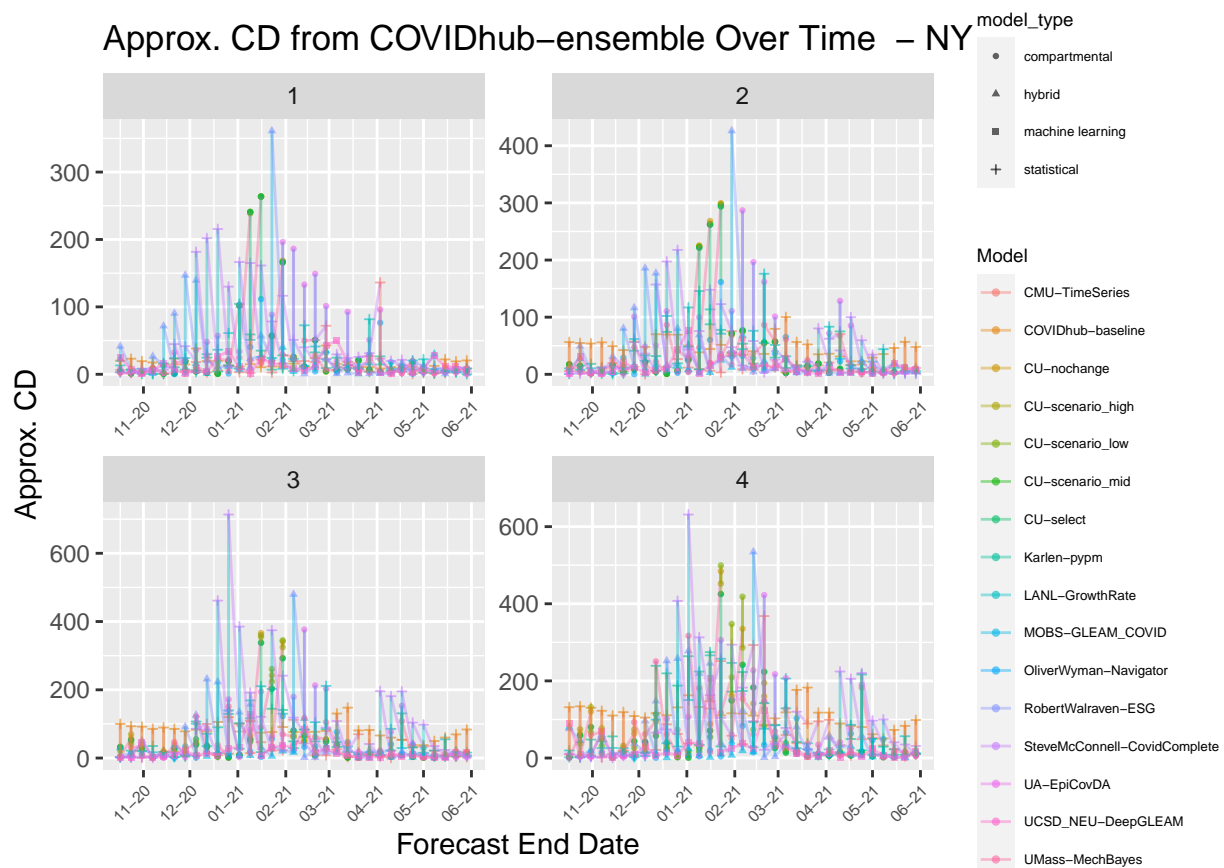 Approx. CD from COVIDhub−ensemble Over Time − NY
model_type
compartmental
hybrid
machine learning
statistical
Model
CMU−TimeSeries
COVIDhub−baseline
CU−nochange
CU−scenario_high
CU−scenario_low
CU−scenario_mid
CU−select
Karlen−pypm
LANL−GrowthRate
MOBS−GLEAM_COVID
OliverWyman−Navigator
RobertWalraven−ESG
SteveMcConnell−CovidComplete
UA−EpiCovDA
UCSD_NEU−DeepGLEAM
UMass−MechBayes
Approx. CD
1
300
200
100
0
11−20 12−20 01−21 02−21 03−21 04−21 05−21 06−21
2
400
300
200
100
0
11−20 12−20 01−21 02−21 03−21 04−21 05−21 06−21
3
600
400
200
0
11−20 12−20 01−21 02−21 03−21 04−21 05−21 06−21
4
600
400
200
0
11−20 12−20 01−21 02−21 03−21 04−21 05−21 06−21
Forecast End Date